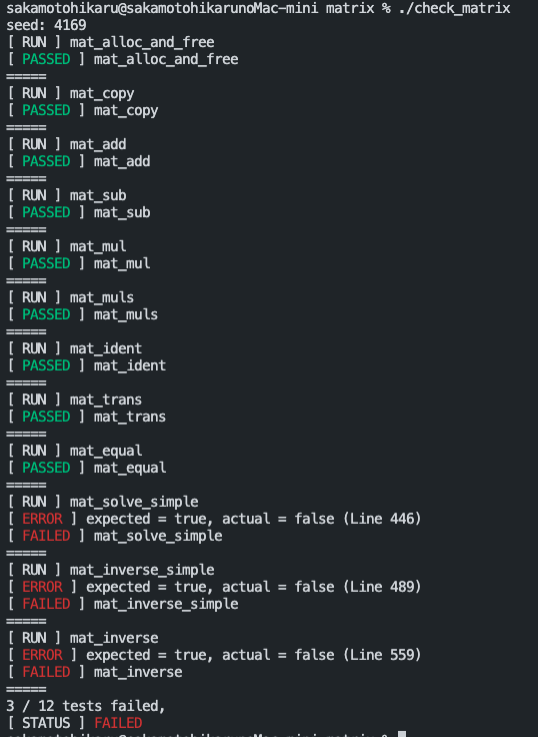 sakamotohikaru@sakamotohikarunoMac-mini matrix % ./check_matrix
seed: 4169
[ RUN ] mat_alloc_and_free
[ PASSED ] mat_alloc_and_free
=====
[ RUN ] mat_copy
[ PASSED ] mat_copy
=====
[ RUN ] mat_add
[ PASSED ] mat_add
=====
[ RUN ] mat_sub
[ PASSED ] mat_sub
=====
[ RUN ] mat_mul
[ PASSED ] mat_mul
=====
[ RUN ] mat_muls
[ PASSED ] mat_muls
=====
[ RUN ] mat_ident
[ PASSED ] mat_ident
=====
[ RUN ] mat_trans
[ PASSED ] mat_trans
=====
[ RUN ] mat_equal
[ PASSED ] mat_equal
=====
[ RUN ] mat_solve_simple
[ ERROR ] expected = true, actual = false (Line 446)
[ FAILED ] mat_solve_simple
=====
[ RUN ] mat_inverse_simple
[ ERROR ] expected = true, actual = false (Line 489)
[ FAILED ] mat_inverse_simple
=====
[ RUN ] mat_inverse
[ ERROR ] expected = true, actual = false (Line 559)
[ FAILED ] mat_inverse
=====
3 / 12 tests failed,
[ STATUS ] FAILED